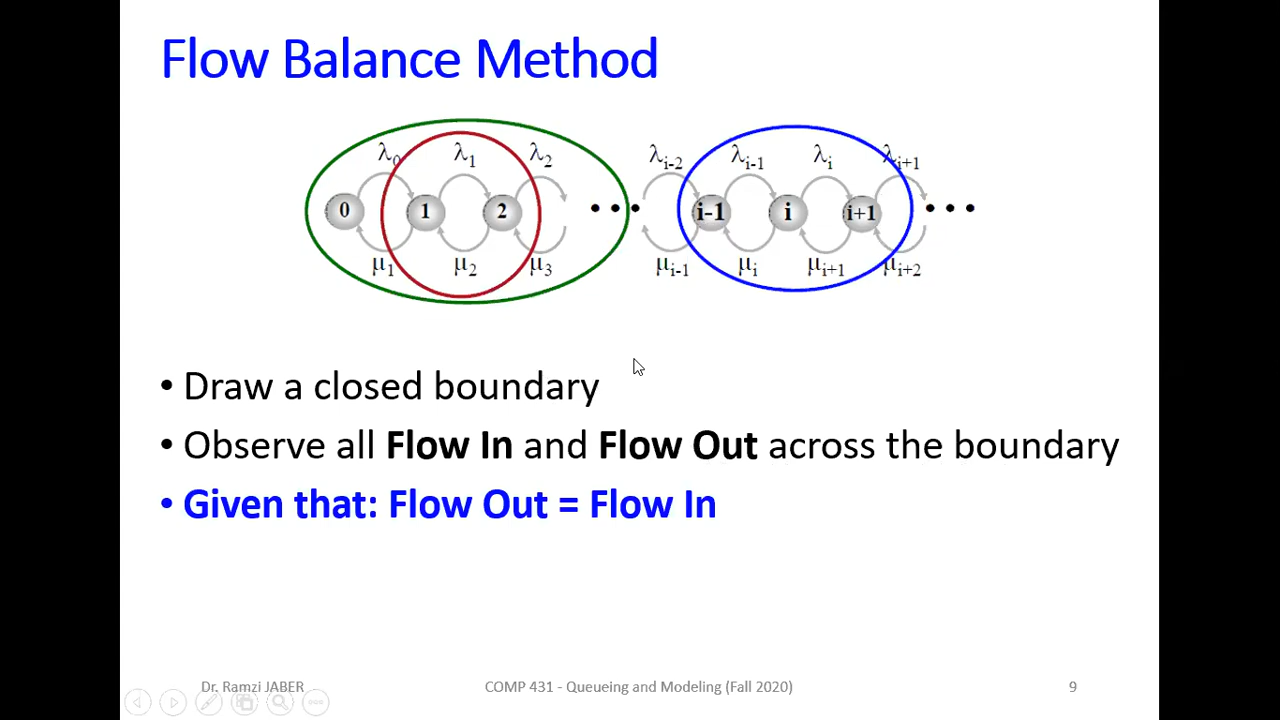 Flow Balance Method
λ0 λ1 λ2 λi-2 λi-1 λi λi+1
0 1 2 • • • i-1 i i+1 • • •
μ1 μ2 μ3 μi-1 μi μi+1 μi+2
• Draw a closed boundary
• Observe all Flow In and Flow Out across the boundary
• Given that: Flow Out = Flow In
Dr. Ramzi JABER COMP 431 - Queueing and Modeling (Fall 2020) 9